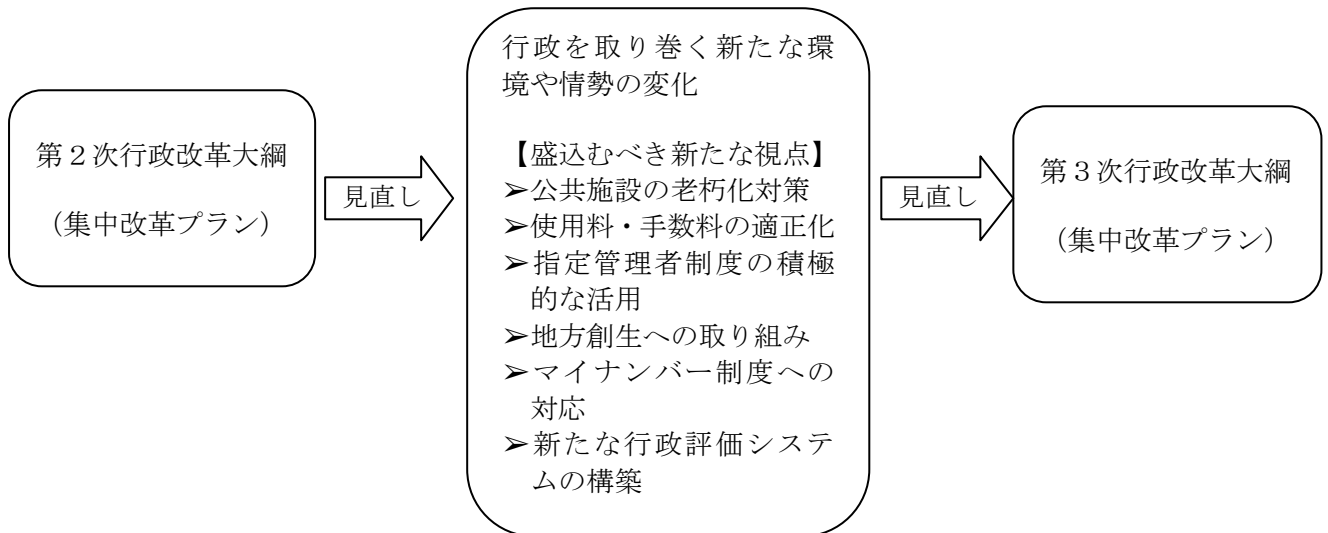 第２次行政改革大綱
（集中改革プラン）
見直し
行政を取り巻く新たな環
境や情勢の変化
【盛込むべき新たな視点】
➢公共施設の老朽化対策
➢使用料・手数料の適正化
➢指定管理者制度の積極
的な活用
➢地方創生への取り組み
➢マイナンバー制度への
対応
➢新たな行政評価システ
ムの構築
見直し
第３次行政改革大綱
（集中改革プラン）